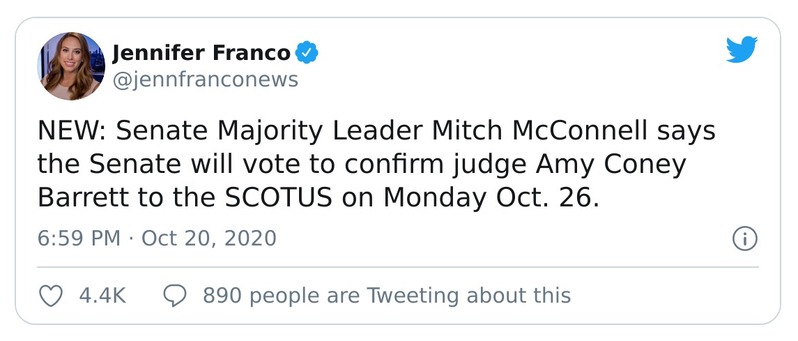 Jennifer Franco
@jennfranconews
NEW: Senate Majority Leader Mitch McConnell says
the Senate will vote to confirm judge Amy Coney
Barrett to the SCOTUS on Monday Oct. 26.
6:59 PM · Oct 20, 2020
4.4K 890 people are Tweeting about this